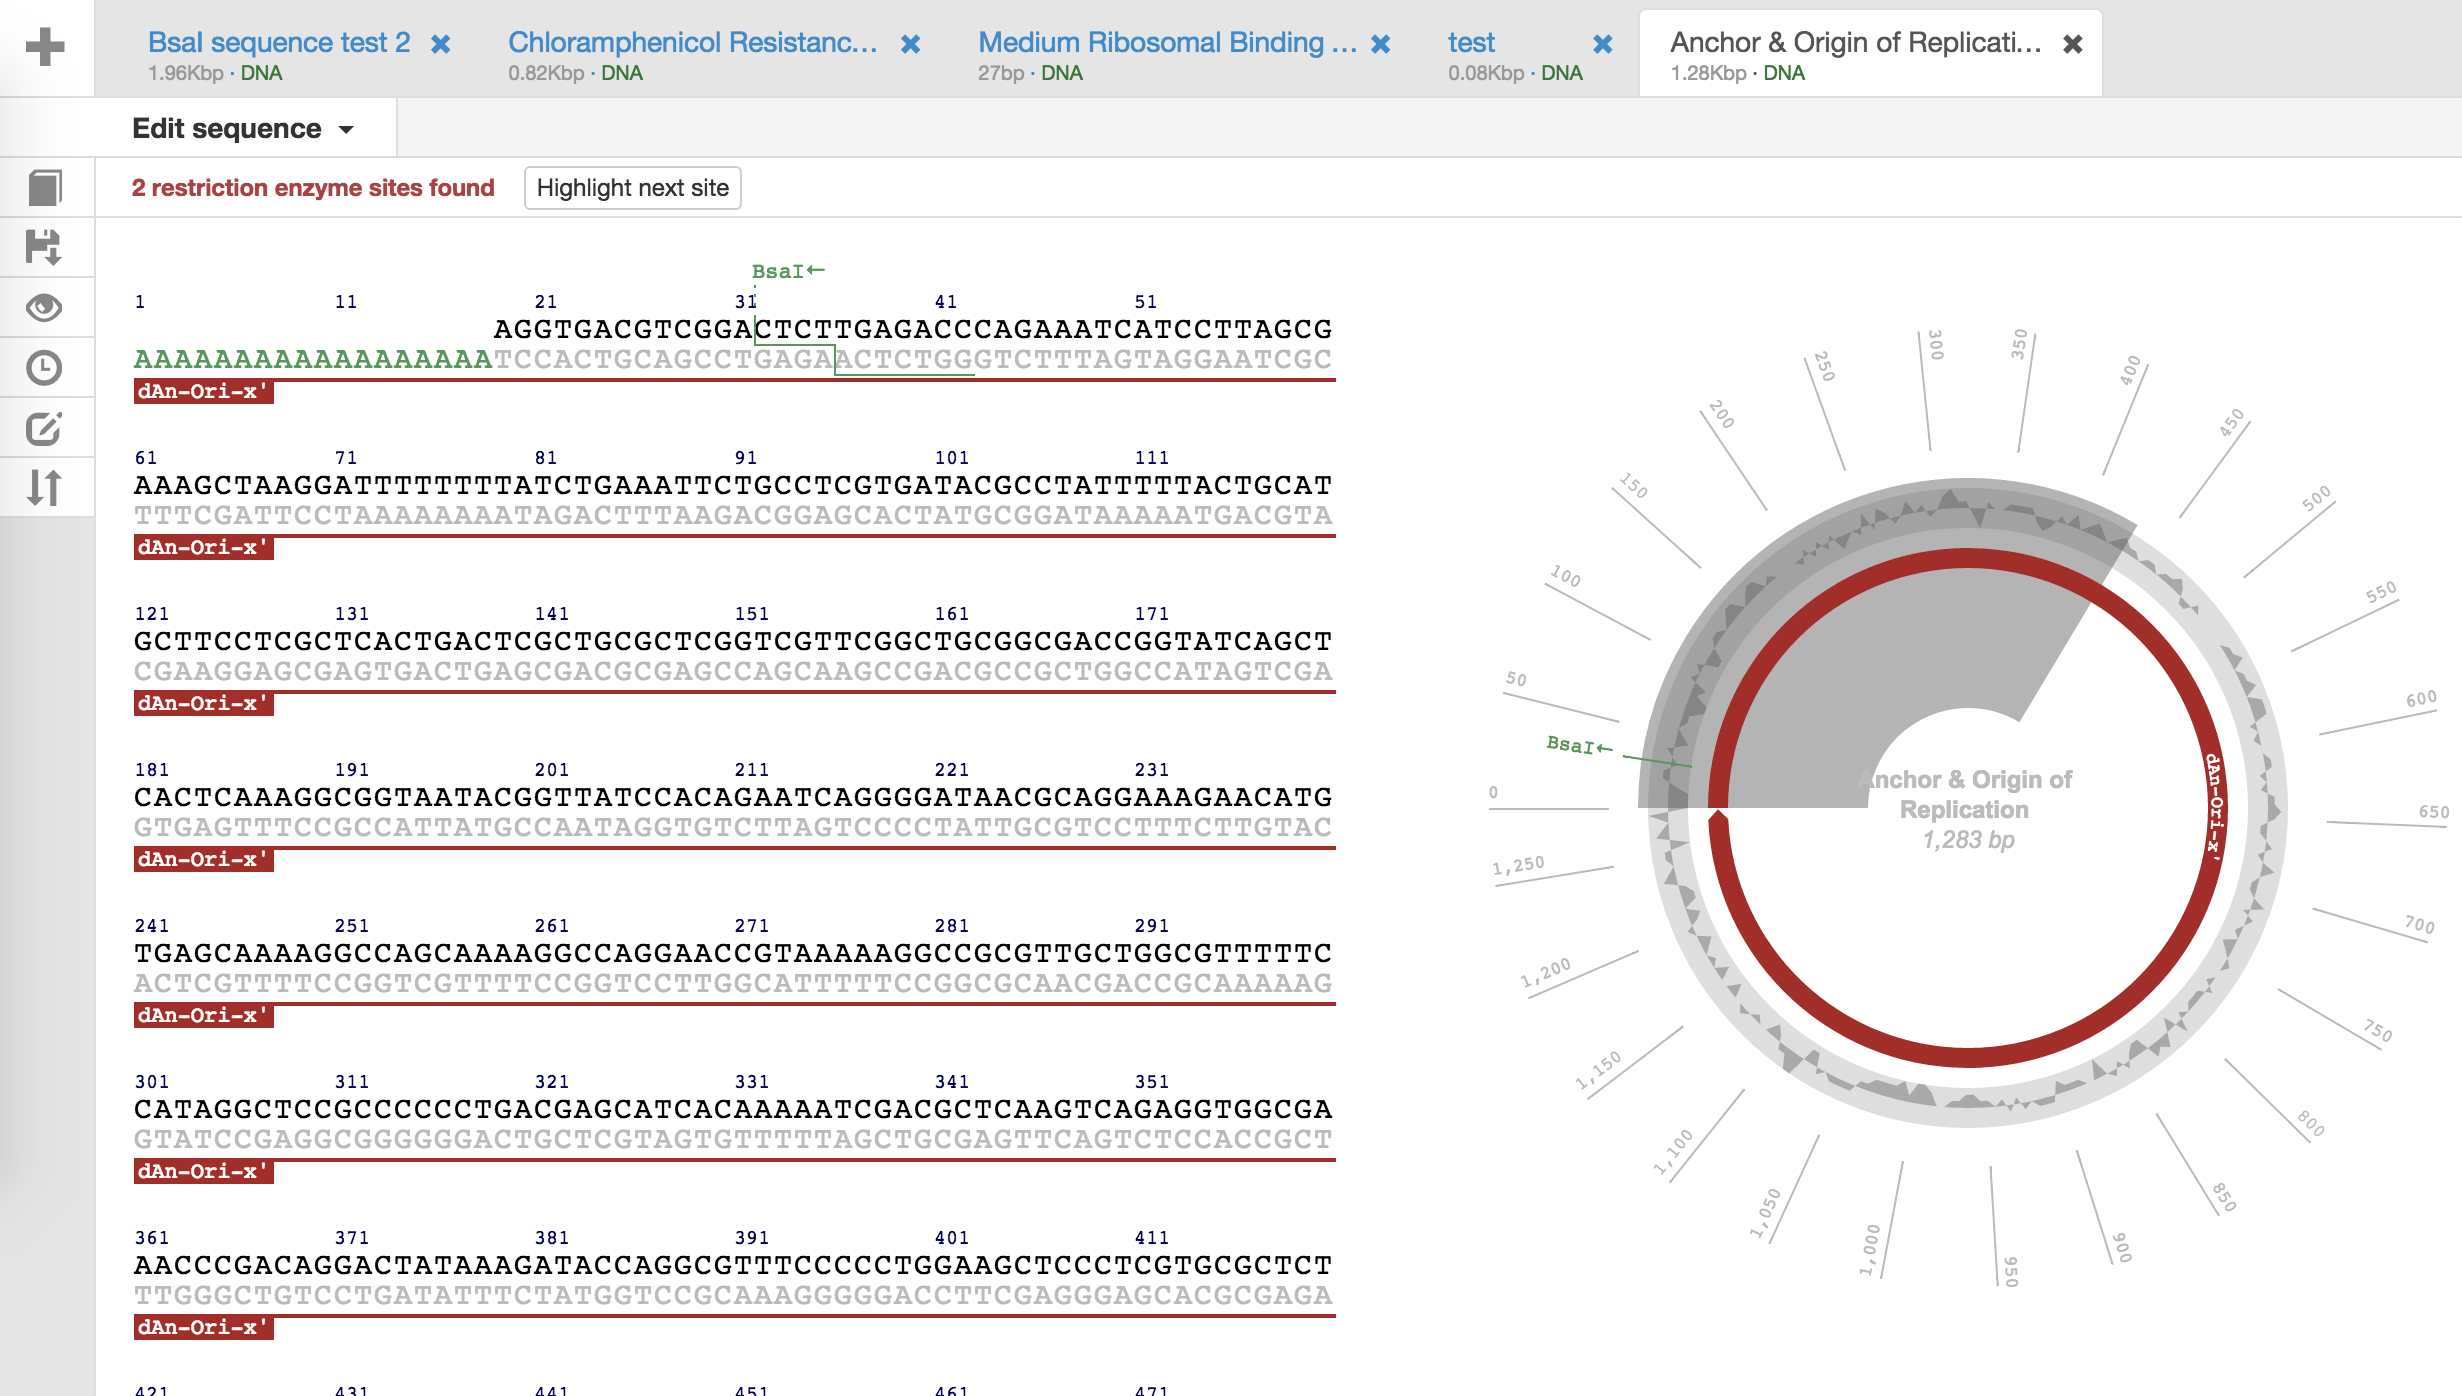 BsaI sequence test 2
1.96Kbp · DNA
Chloramphenicol Resistanc...
0.82Kbp · DNA
Medium Ribosomal Binding ...
27bp · DNA
test
0.08Kbp · DNA
Anchor & Origin of Replicati...
1.28Kbp · DNA
Edit sequence
2 restriction enzyme sites found
Highlight next site
BsaI←
1 11 21 31 41 51
AGGTGACGTCGGACTCTTGAGACCCAGAAATCATCCTTAGCG
AAAAAAAAAAAAAAAAAATCCACTGCAGCCTGAGAACTCTGGGTCTTTAGTAGGAATCGC
dAn-Ori-x'
61 71 81 91 101 111
AAAGCTAAGGATTTTTTTTATCTGAAATTCTGCCTCGTGATACGCCTATTTTTACTGCAT
TTTCGATTCCTAAAAAAAATAGACTTTAAGACGGAGCACTATGCGGATAAAAATGACGTA
dAn-Ori-x'
121 131 141 151 161 171
GCTTCCTCGCTCACTGACTCGCTGCGCTCGGTCGTTCGGCTGCGGCGACCGGTATCAGCT
CGAAGGAGCGAGTGACTGAGCGACGCGAGCCAGCAAGCCGACGCCGCTGGCCATAGTCGA
dAn-Ori-x'
181 191 201 211 221 231
CACTCAAAGGCGGTAATACGGTTATCCACAGAATCAGGGGATAACGCAGGAAAGAACATG
GTGAGTTTCCGCCATTATGCCAATAGGTGTCTTAGTCCCCTATTGCGTCCTTTCTTGTAC
dAn-Ori-x'
241 251 261 271 281 291
TGAGCAAAAGGCCAGCAAAAGGCCAGGAACCGTAAAAAGGCCGCGTTGCTGGCGTTTTTC
ACTCGTTTTCCGGTCGTTTTCCGGTCCTTGGCATTTTTCCGGCGCAACGACCGCAAAAAG
dAn-Ori-x'
301 311 321 331 341 351
CATAGGCTCCGCCCCCCTGACGAGCATCACAAAAATCGACGCTCAAGTCAGAGGTGGCGA
GTATCCGAGGCGGGGGGACTGCTCGTAGTGTTTTTAGCTGCGAGTTCAGTCTCCACCGCT
dAn-Ori-x'
361 371 381 391 401 411
AACCCGACAGGACTATAAAGATACCAGGCGTTTCCCCCTGGAAGCTCCCTCGTGCGCTCT
TTGGGCTGTCCTGATATTTCTATGGTCCGCAAAGGGGGACCTTCGAGGGAGCACGCGAGA
dAn-Ori-x'
421 431 441 451 461 471
0
50
100
150
200
250
300
350
400
450
500
550
600
650
700
750
800
850
900
950
1,000
1,050
1,100
1,150
1,200
1,250
BsaI←
dAn-Ori-x'
Anchor & Origin of
Replication
1,283 bp